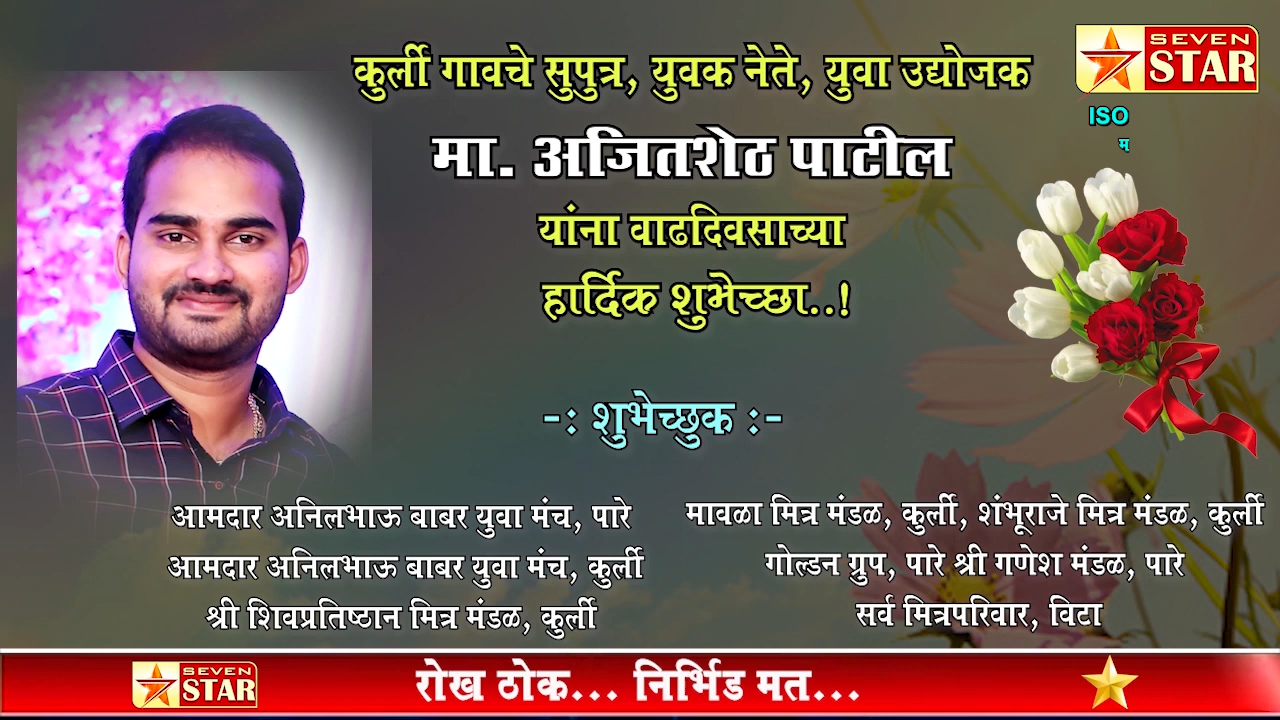 कुर्ली गावचे सुपुत्र, युवक नेते, युवा उद्योजक
मा. अजितशेठ पाटील
यांना वाढदिवसाच्या
हार्दिक शुभेच्छा..!
SEVEN
STAR
ISO
म
-: शुभेच्छुक :-
आमदार अनिलभाऊ बाबर युवा मंच, पारे
आमदार अनिलभाऊ बाबर युवा मंच, कुर्ली
श्री शिवप्रतिष्ठान मित्र मंडळ, कुर्ली
मावळा मित्र मंडळ, कुर्ली, शंभूराजे मित्र मंडळ, कुर्ली
गोल्डन ग्रुप, पारे श्री गणेश मंडळ, पारे
सर्व मित्रपरिवार, विटा
SEVEN
STAR
रोख ठोक... निर्भिड मत...